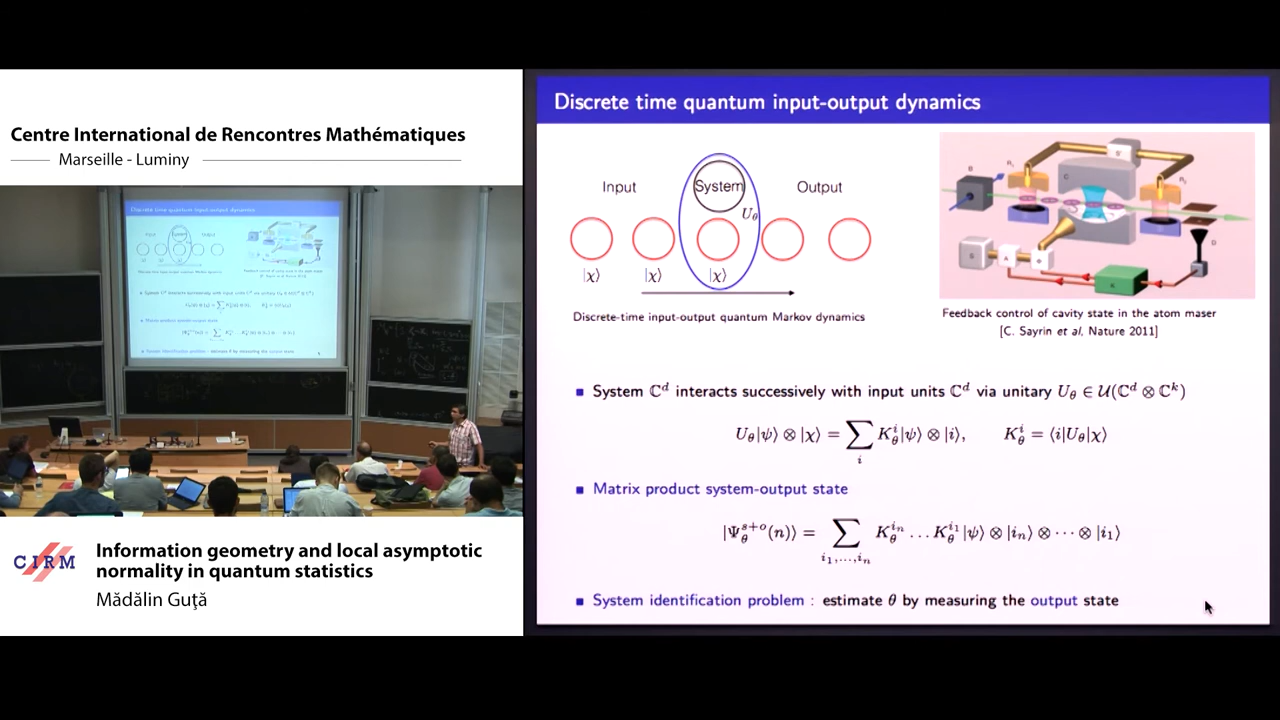 Centre International de Rencontres Mathématiques
Marseille - Luminy
CIRM
Information geometry and local asymptotic
normality in quantum statistics
Mădălin Guţă
Discrete time quantum input-output dynamics
Input
System
Output
U_θ
|χ⟩
|χ⟩
|χ⟩
Discrete-time input-output quantum Markov dynamics
Feedback control of cavity state in the atom maser
[C. Sayrin et al, Nature 2011]
System ℂ^d interacts successively with input units ℂ^d via unitary U_θ ∈ 𝒰(ℂ^d ⊗ ℂ^k)
U_θ|ψ⟩ ⊗ |χ⟩ = ∑_i K_θ^i|ψ⟩ ⊗ |i⟩, K_θ^i = ⟨i|U_θ|χ⟩
Matrix product system-output state
|Ψ_θ^{s+o}(n)⟩ = ∑_{i_1,...,i_n} K_θ^{i_n} ... K_θ^{i_1}|ψ⟩ ⊗ |i_n⟩ ⊗ ··· ⊗ |i_1⟩
System identification problem : estimate θ by measuring the output state